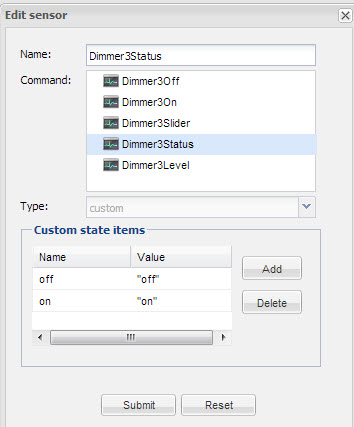 Edit sensor
Name: Dimmer3Status
Command: Dimmer3Off
Dimmer3On
Dimmer3Slider
Dimmer3Status
Dimmer3Level
Type: custom
Custom state items
Name Value
off "off"
on "on"
Add
Delete
Submit Reset